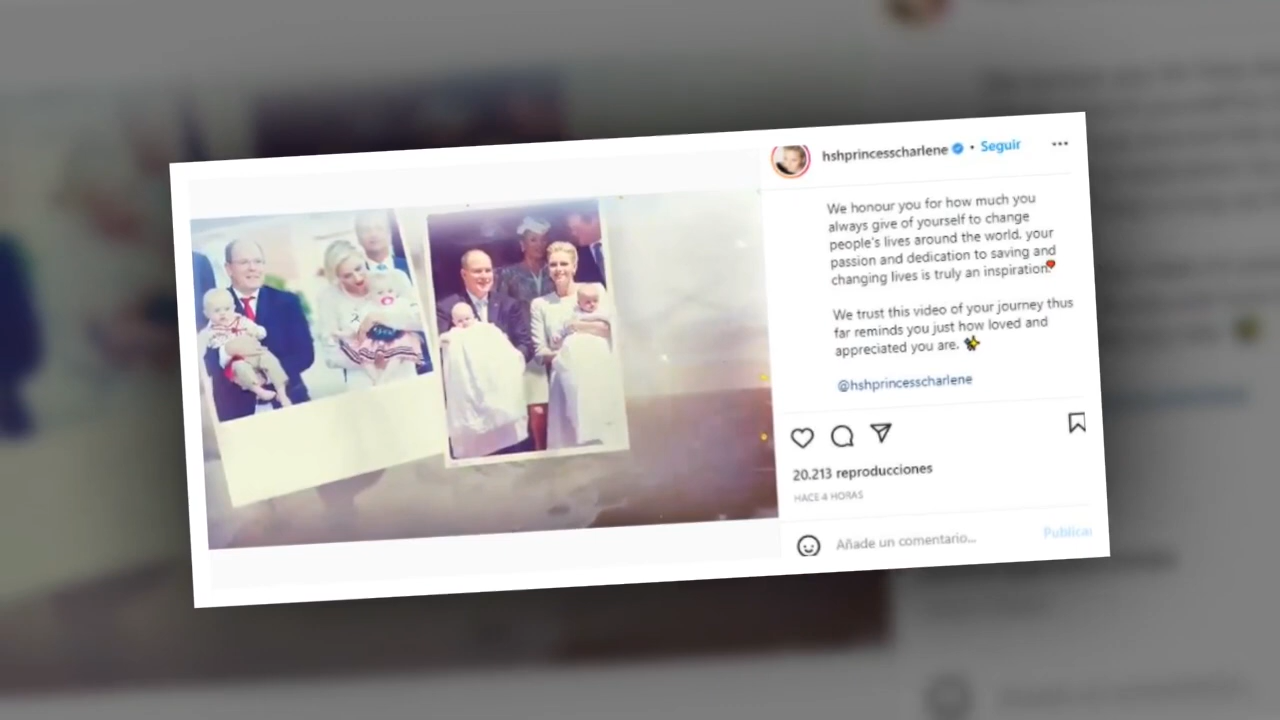 hshprincesscharlene • Seguir
We honour you for how much you
always give of yourself to change
people's lives around the world, your
passion and dedication to saving and
changing lives is truly an inspiration
We trust this video of your journey thus
far reminds you just how loved and
appreciated you are.
@hshprincesscharlene
20.213 reproducciones
HACE 4 HORAS
Añade un comentario... Publicar